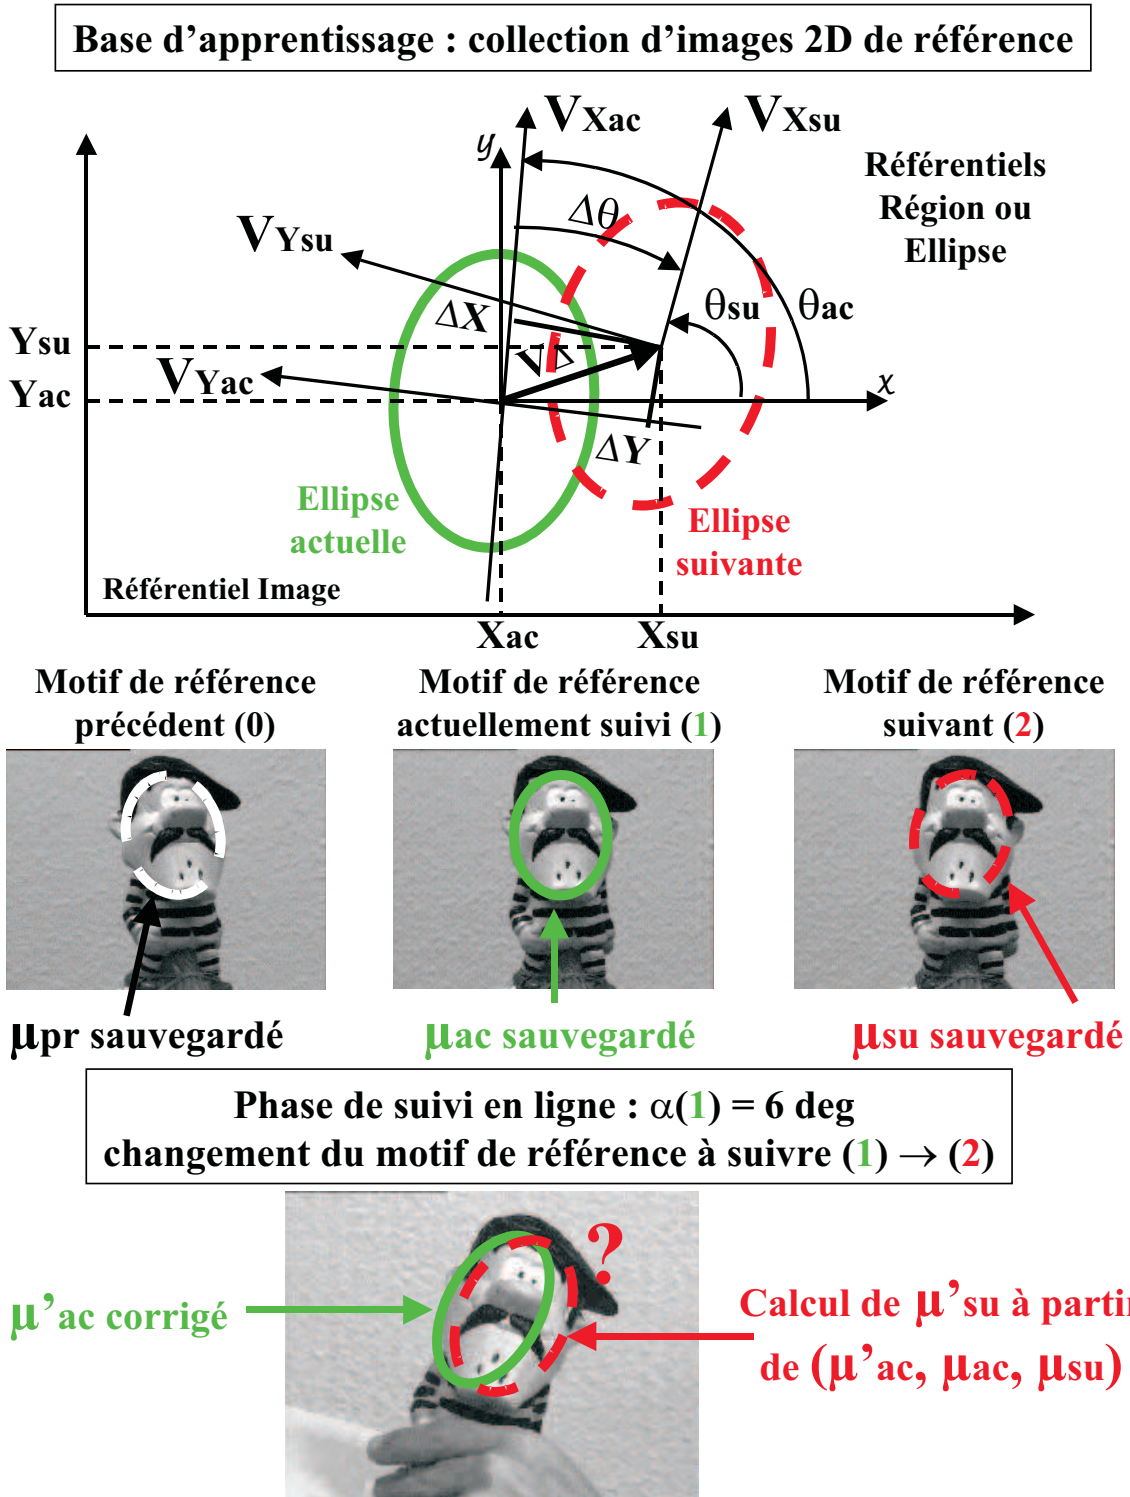 Base d’apprentissage : collection d’images 2D de référence
VXac
VXsu
y
Référentiels
Région ou
Ellipse
Δθ
VYsu
ΔX
θsu
θac
Ysu
VΔ
VYac
x
Yac
ΔY
Ellipse
actuelle
Ellipse
suivante
Référentiel Image
Xac
Xsu
Motif de référence
précédent (0)
Motif de référence
actuellement suivi (1)
Motif de référence
suivant (2)
μpr sauvegardé
μac sauvegardé
μsu sauvegardé
Phase de suivi en ligne : α(1) = 6 deg
changement du motif de référence à suivre (1) → (2)
?
μ’ac corrigé
Calcul de μ’su à parti
de (μ’ac, μac, μsu)